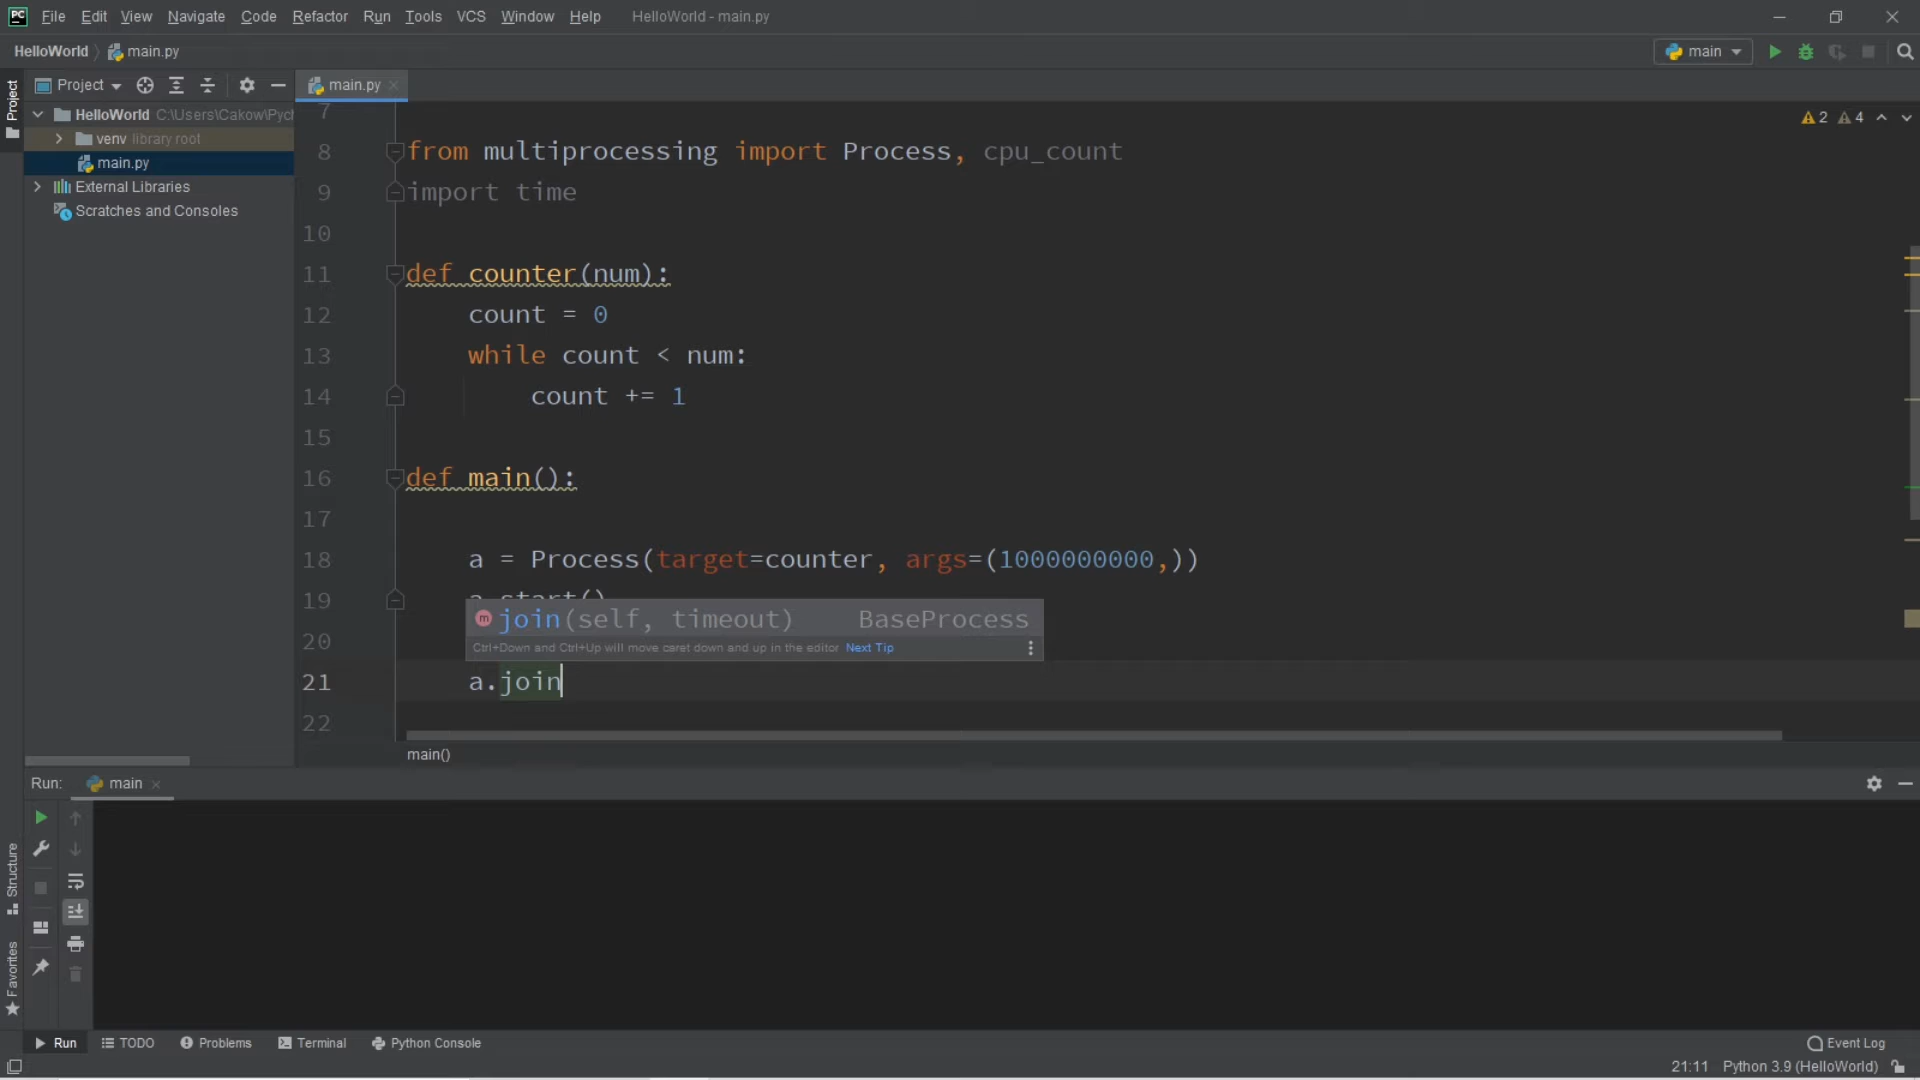 PC File Edit View Navigate Code Refactor Run Tools VCS Window Help HelloWorld - main.py
HelloWorld main.py main
Project main.py
Project
HelloWorld C:\Users\Cakow\Pych
venv library root
main.py
External Libraries
Scratches and Consoles
2 4
7
8 from multiprocessing import Process, cpu_count
9 import time
10
11 def counter(num):
12 count = 0
13 while count < num:
14 count += 1
15
16 def main():
17
18 a = Process(target=counter, args=(1000000000,))
19 a.start()
join(self, timeout) BaseProcess
20
Ctrl+Down and Ctrl+Up will move caret down and up in the editor Next Tip
21 a.join
22
main()
Run: main
Structure
Favorites
Run TODO Problems Terminal Python Console Event Log
21:11 Python 3.9 (HelloWorld)